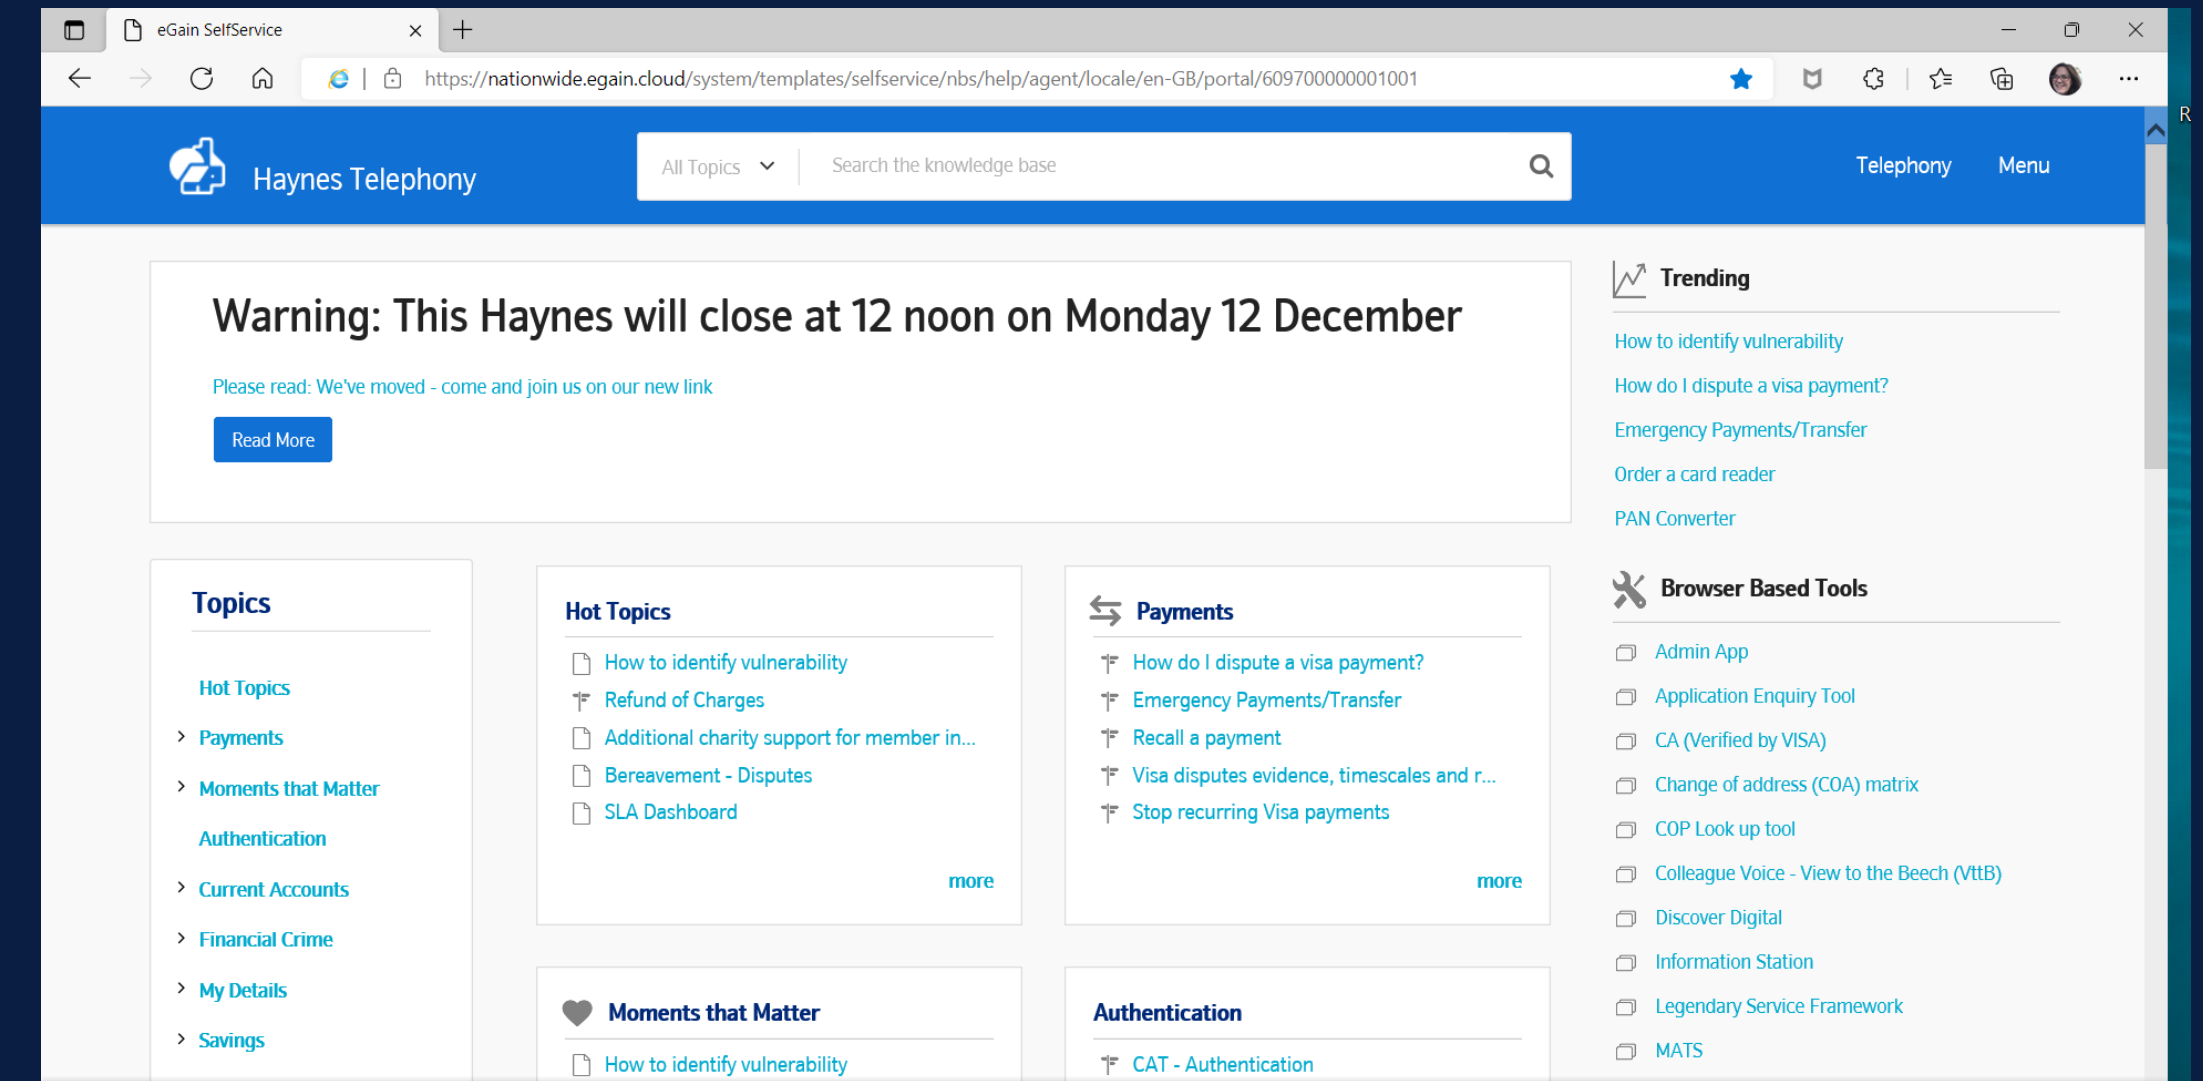 eGain SelfService
https://nationwide.egain.cloud/system/templates/selfservice/nbs/help/agent/locale/en-GB/portal/609700000001001
R
Haynes Telephony
All Topics
Search the knowledge base
Telephony
Menu
Warning: This Haynes will close at 12 noon on Monday 12 December
Please read: We've moved - come and join us on our new link
Read More
Topics
Hot Topics
Payments
Moments that Matter
Authentication
Current Accounts
Financial Crime
My Details
Savings
Hot Topics
How to identify vulnerability
Refund of Charges
Additional charity support for member in...
Bereavement - Disputes
SLA Dashboard
more
Payments
How do I dispute a visa payment?
Emergency Payments/Transfer
Recall a payment
Visa disputes evidence, timescales and r...
Stop recurring Visa payments
more
Moments that Matter
How to identify vulnerability
Authentication
CAT - Authentication
Trending
How to identify vulnerability
How do I dispute a visa payment?
Emergency Payments/Transfer
Order a card reader
PAN Converter
Browser Based Tools
Admin App
Application Enquiry Tool
CA (Verified by VISA)
Change of address (COA) matrix
COP Look up tool
Colleague Voice - View to the Beech (VttB)
Discover Digital
Information Station
Legendary Service Framework
MATS